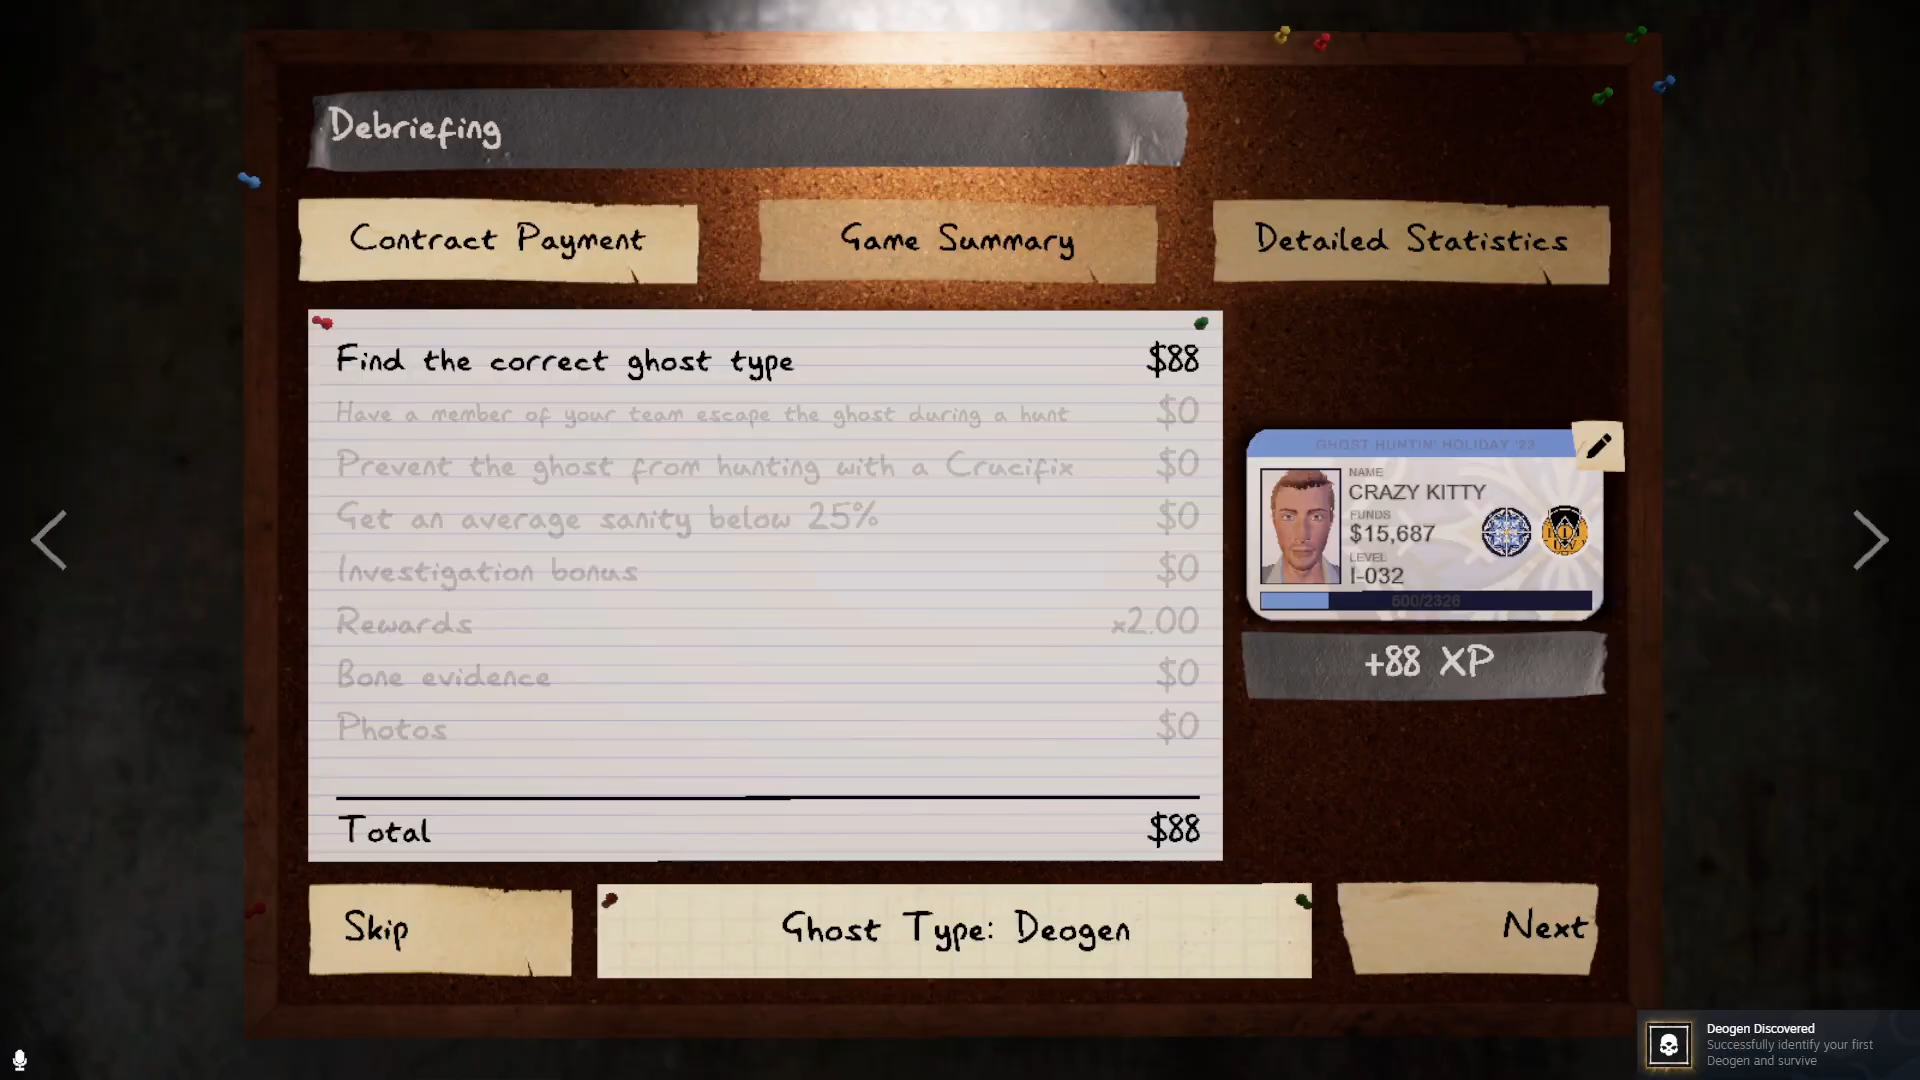 Debriefing
Contract Payment
Game Summary
Detailed Statistics
Find the correct ghost type $88
Have a member of your team escape the ghost during a hunt $0
Prevent the ghost from hunting with a Crucifix $0
Get an average sanity below 25% $0
Investigation bonus $0
Rewards x2.00
Bone evidence $0
Photos $0
Total $88
GHOST HUNTIN' HOLIDAY '23
NAME
CRAZY KITTY
FUNDS
$15,687
LEVEL
I-032
500/2326
+88 XP
Skip
Ghost Type: Deogen
Next
Deogen Discovered
Successfully identify your first
Deogen and survive